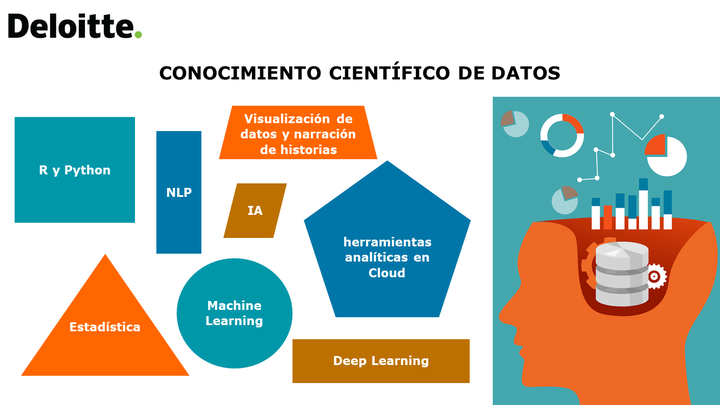 Deloitte.
CONOCIMIENTO CIENTÍFICO DE DATOS
Visualización de
datos y narración
de historias
R y Python
NLP
IA
herramientas
analíticas en
Cloud
Machine
Learning
Estadística
Deep Learning